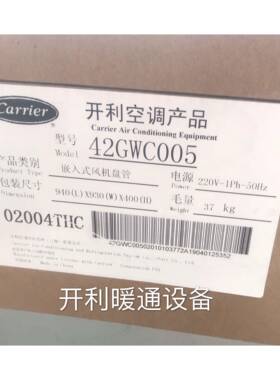 Carrier
开利空调产品
Carrier Air Conditioning Equipment
型号
Model
42GWC005
产品类别
Product Type
嵌入式风机盘管
电源
Power
220V-1Ph-50Hz
包装尺寸
Dimension
940(L)X930(W)X400(H)
毛量
Weight
37 kg
02004THC
42GWC00502010103772A19040125352
开利暖通设备